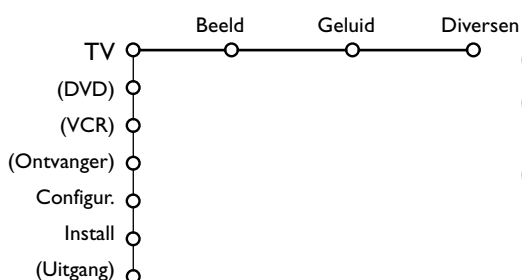 Beeld Geluid Diversen
TV
(DVD)
(VCR)
(Ontvanger)
Configur.
Install
(Uitgang)